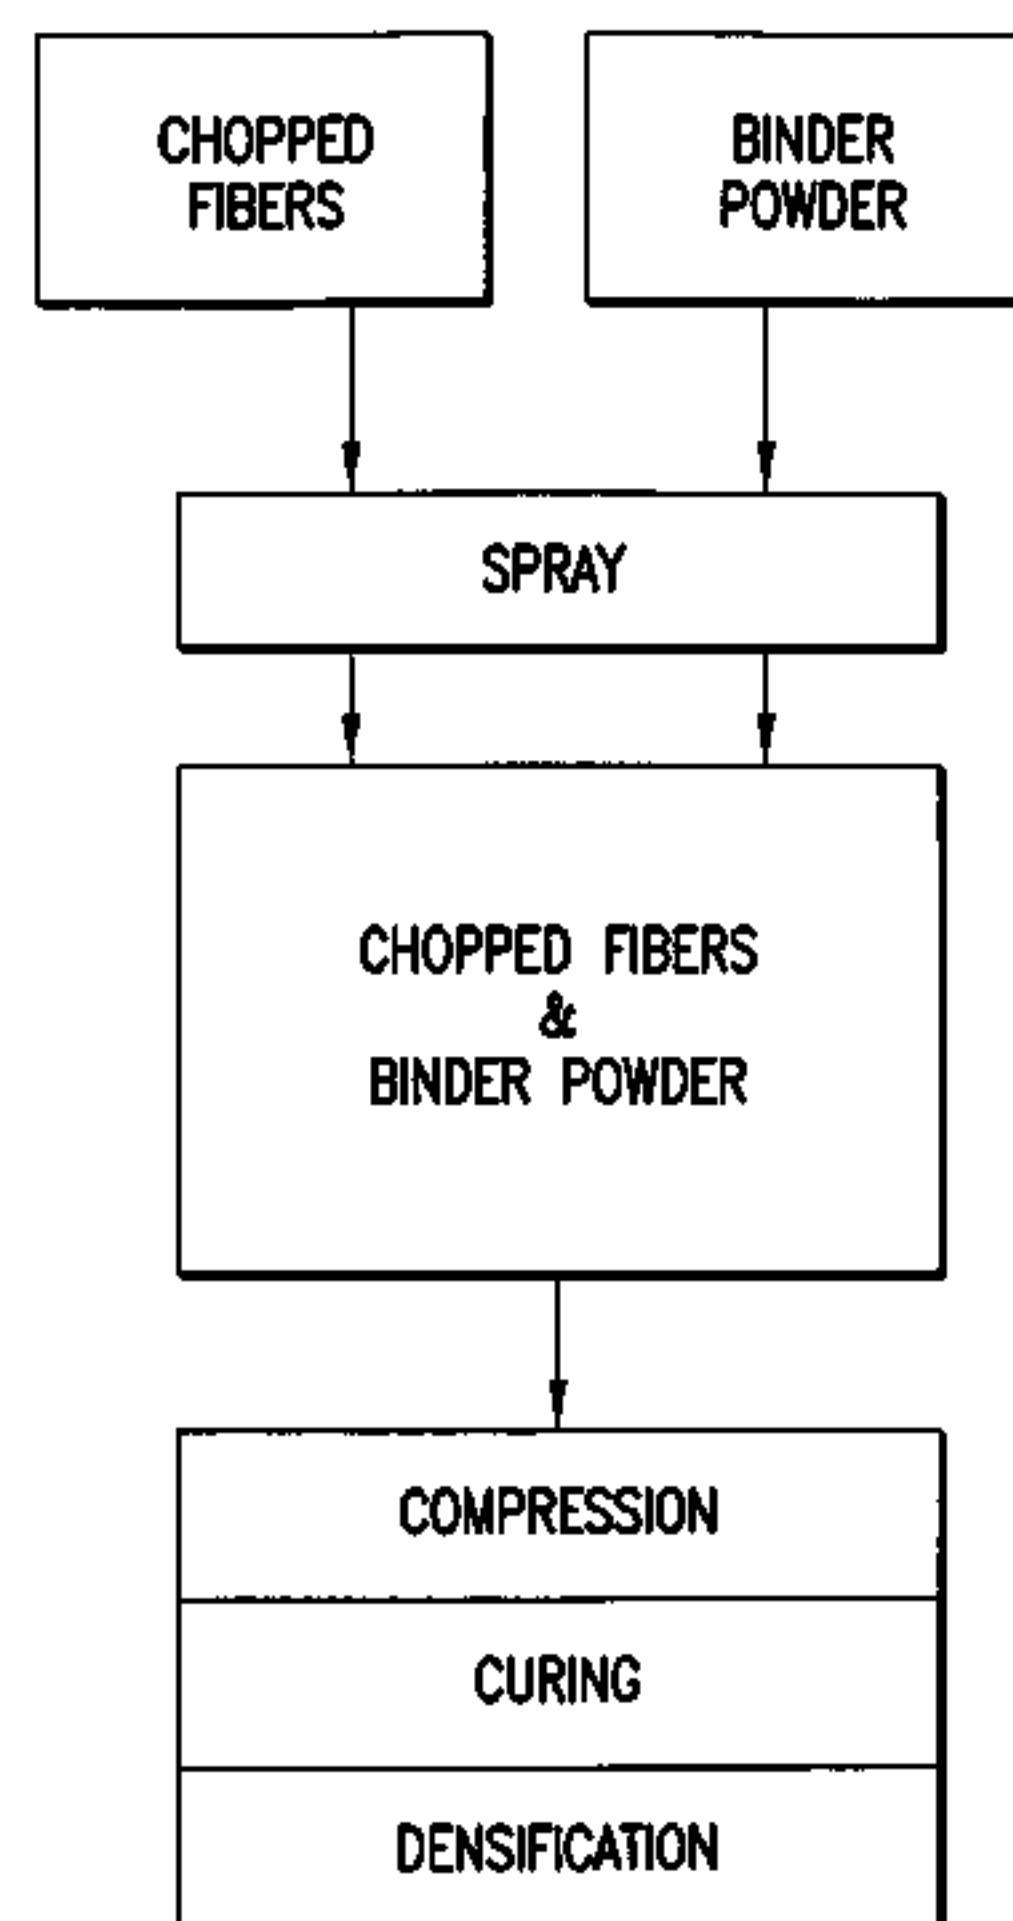 CHOPPED
FIBERS
BINDER
POWDER
SPRAY
CHOPPED FIBERS
&
BINDER POWDER
COMPRESSION
CURING
DENSIFICATION